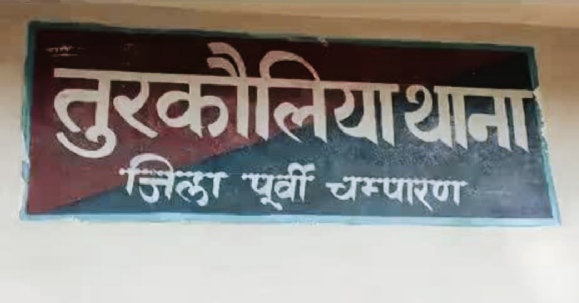 तुरकौलिया थाना
जिला पूर्वी चम्पारण